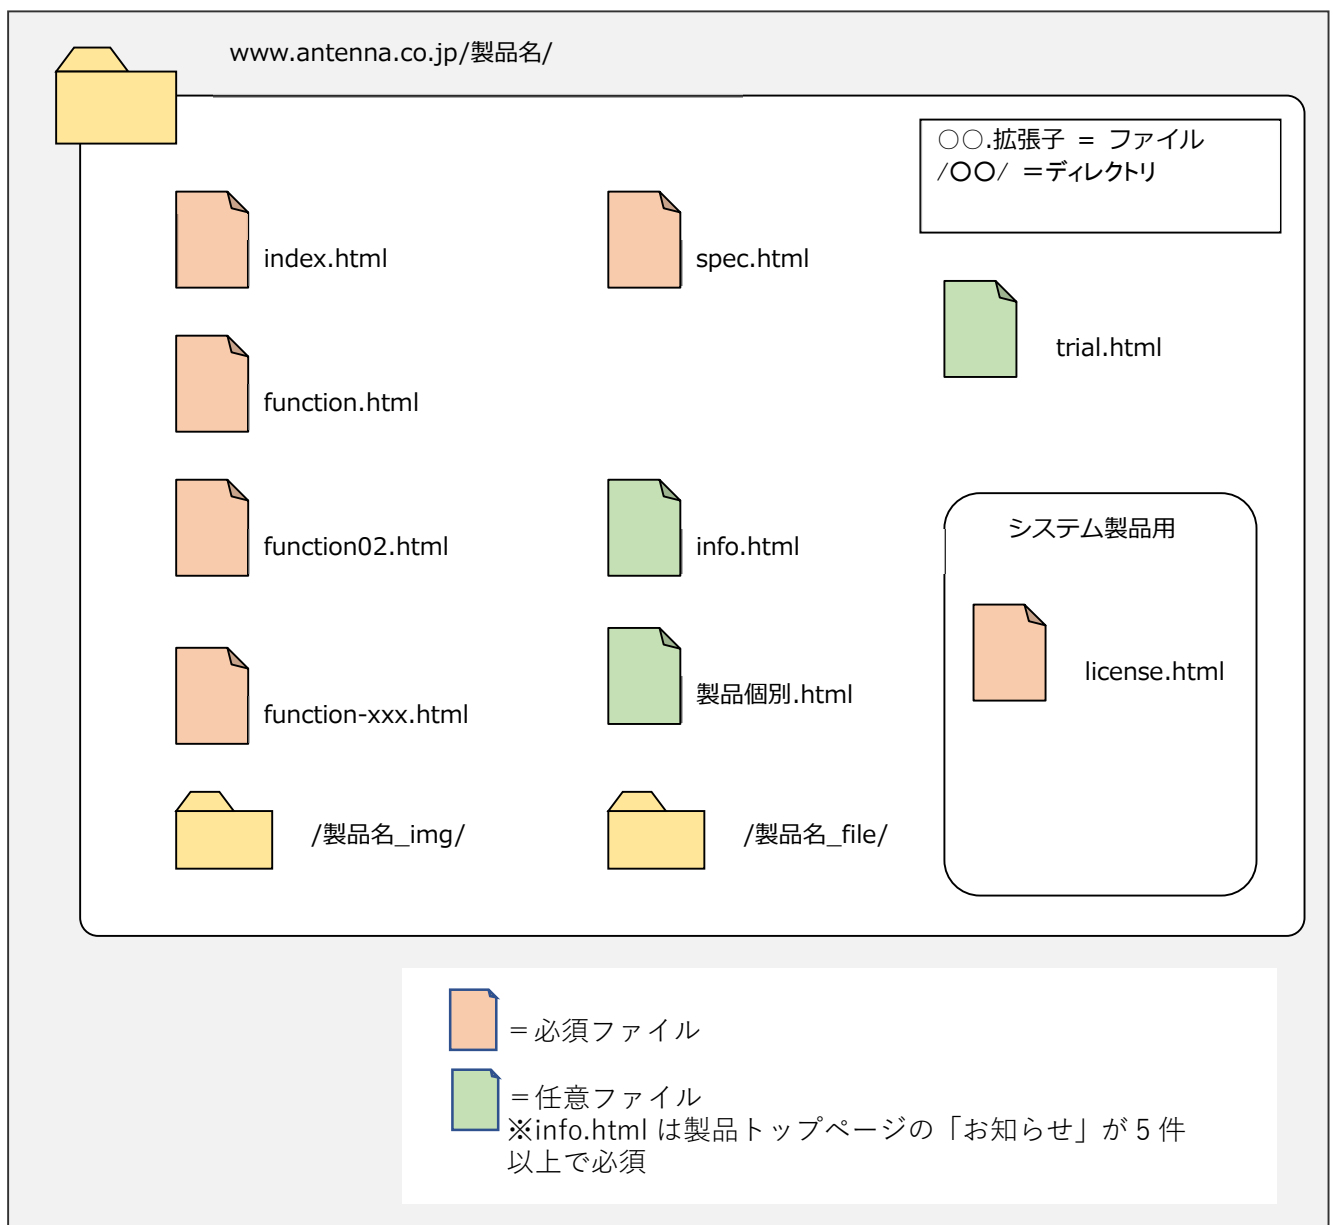 www.antenna.co.jp/製品名/
○○.拡張子 = ファイル
/〇〇/ ＝ディレクトリ
index.html
spec.html
trial.html
function.html
function02.html
info.html
システム製品用
license.html
製品個別.html
function-xxx.html
/製品名_img/
/製品名_file/
＝必須ファイル
＝任意ファイル
※info.html は製品トップページの「お知らせ」が 5 件
以上で必須